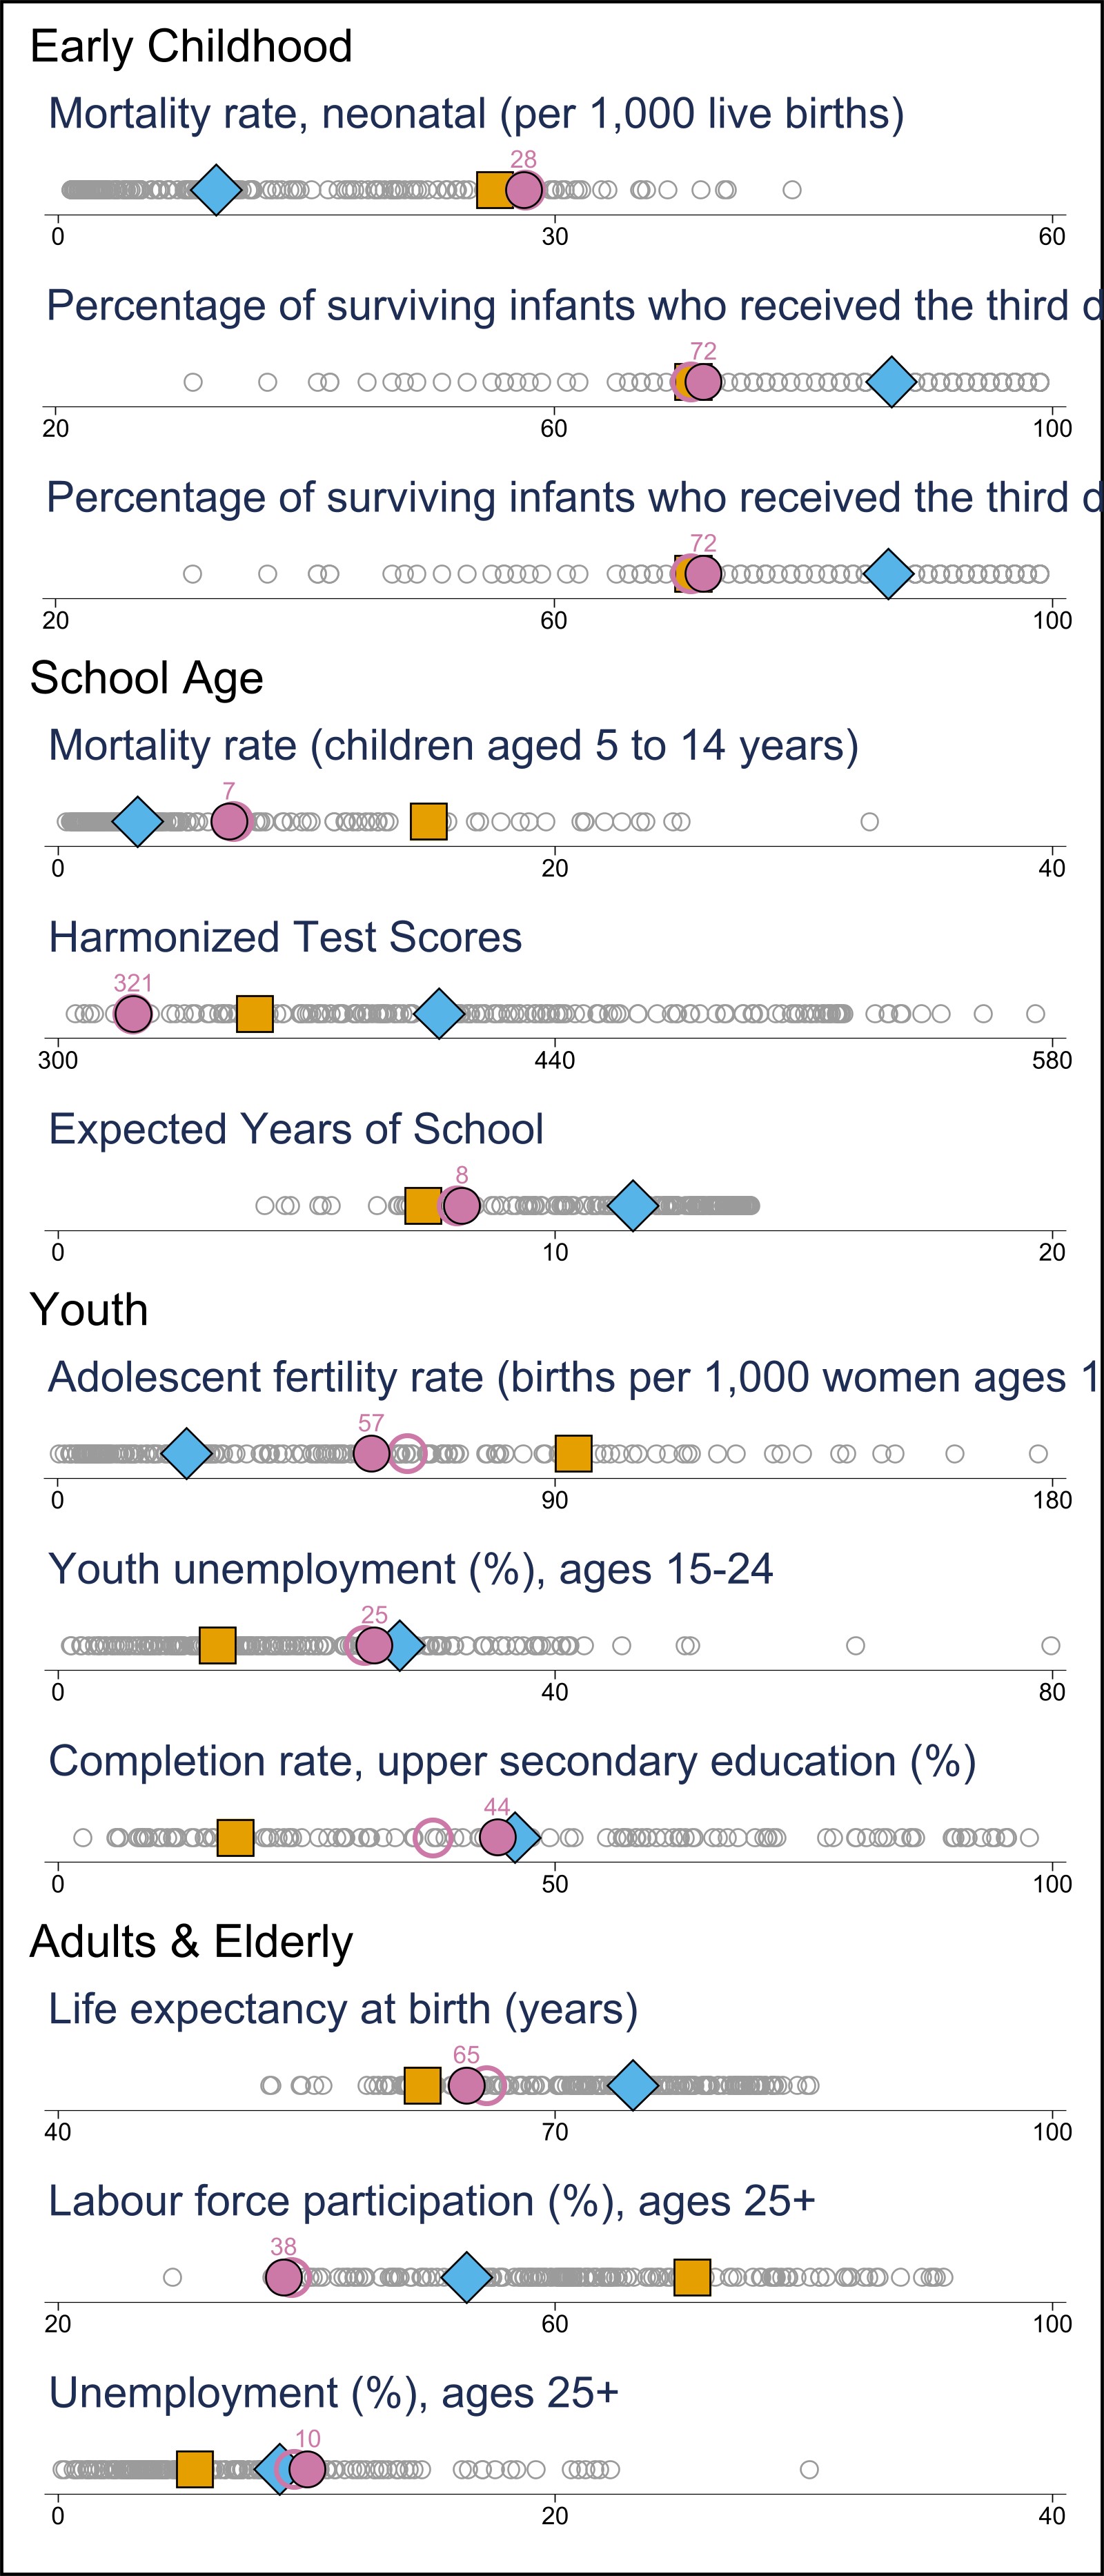 Early Childhood
Mortality rate, neonatal (per 1,000 live births)
28
0 30 60
Percentage of surviving infants who received the third d
72
20 60 100
Percentage of surviving infants who received the third d
72
20 60 100
School Age
Mortality rate (children aged 5 to 14 years)
7
0 20 40
Harmonized Test Scores
321
300 440 580
Expected Years of School
8
0 10 20
Youth
Adolescent fertility rate (births per 1,000 women ages 1
57
0 90 180
Youth unemployment (%), ages 15-24
25
0 40 80
Completion rate, upper secondary education (%)
44
0 50 100
Adults & Elderly
Life expectancy at birth (years)
65
40 70 100
Labour force participation (%), ages 25+
38
20 60 100
Unemployment (%), ages 25+
10
0 20 40